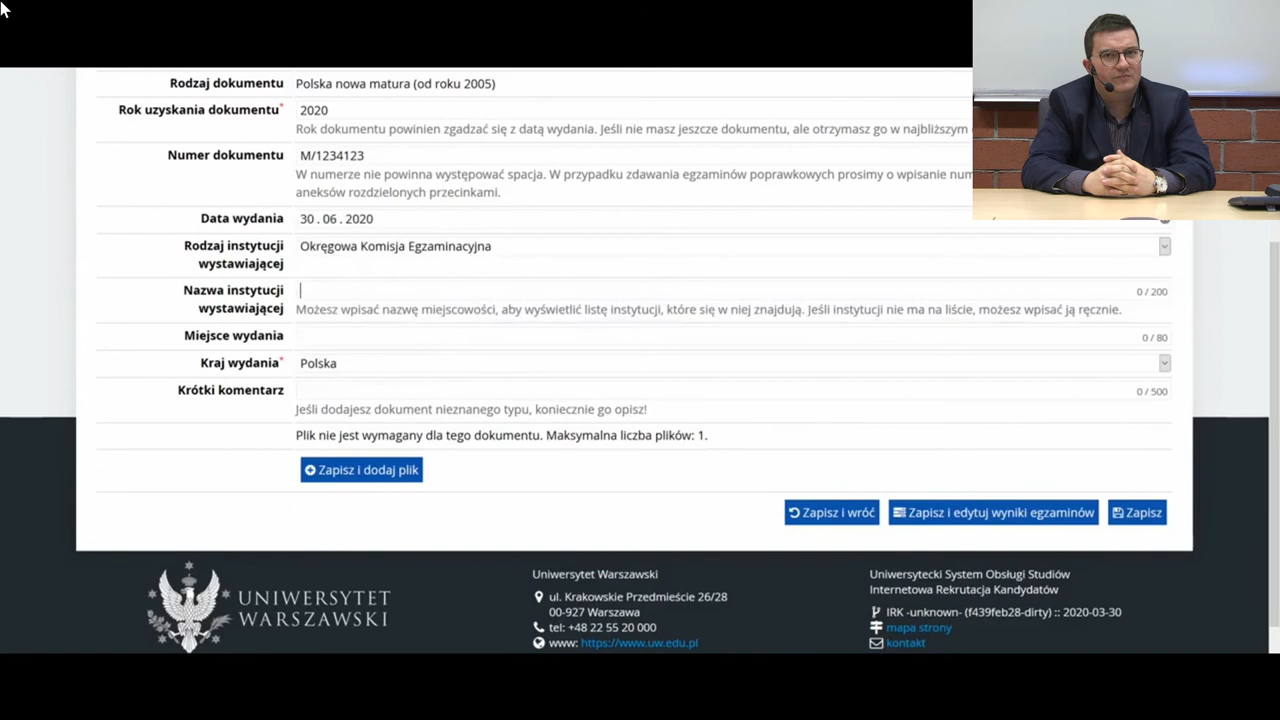 Rodzaj dokumentu
Polska nowa matura (od roku 2005)
Rok uzyskania dokumentu*
2020
Rok dokumentu powinien zgadzać się z datą wydania. Jeśli nie masz jeszcze dokumentu, ale otrzymasz go w najbliższym
Numer dokumentu
M/1234123
W numerze nie powinna występować spacja. W przypadku zdawania egzaminów poprawkowych prosimy o wpisanie
aneksów rozdzielonych przecinkami.
Data wydania
30 . 06 . 2020
Rodzaj instytucji
wystawiającej
Okręgowa Komisja Egzaminacyjna
Nazwa instytucji
wystawiającej
0 / 200
Możesz wpisać nazwę miejscowości, aby wyświetlić listę instytucji, które się w niej znajdują. Jeśli instytucji nie ma na liście, możesz wpisać ją ręcznie.
Miejsce wydania
0 / 80
Kraj wydania*
Polska
Krótki komentarz
0 / 500
Jeśli dodajesz dokument nieznanego typu, koniecznie go opisz!
Plik nie jest wymagany dla tego dokumentu. Maksymalna liczba plików: 1.
Zapisz i dodaj plik
Zapisz i wróć
Zapisz i edytuj wyniki egzaminów
Zapisz
UNIWERSYTET
WARSZAWSKI
Uniwersytet Warszawski
ul. Krakowskie Przedmieście 26/28
00-927 Warszawa
tel: +48 22 55 20 000
www: https://www.uw.edu.pl
Uniwersytecki System Obsługi Studiów
Internetowa Rekrutacja Kandydatów
IRK -unknown- (f439feb28-dirty) :: 2020-03-30
mapa strony
kontakt